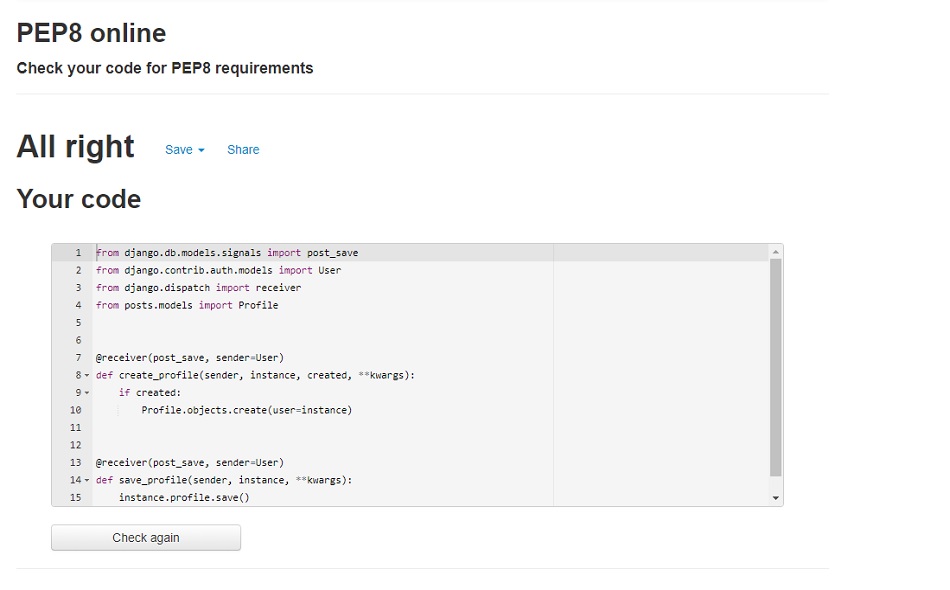 PEP8 online
Check your code for PEP8 requirements
All right Save Share
Your code
1 from django.db.models.signals import post_save
2 from django.contrib.auth.models import User
3 from django.dispatch import receiver
4 from posts.models import Profile
5
6
7 @receiver(post_save, sender=User)
8 def create_profile(sender, instance, created, **kwargs):
9     if created:
10         Profile.objects.create(user=instance)
11
12
13 @receiver(post_save, sender=User)
14 def save_profile(sender, instance, **kwargs):
15     instance.profile.save()
Check again